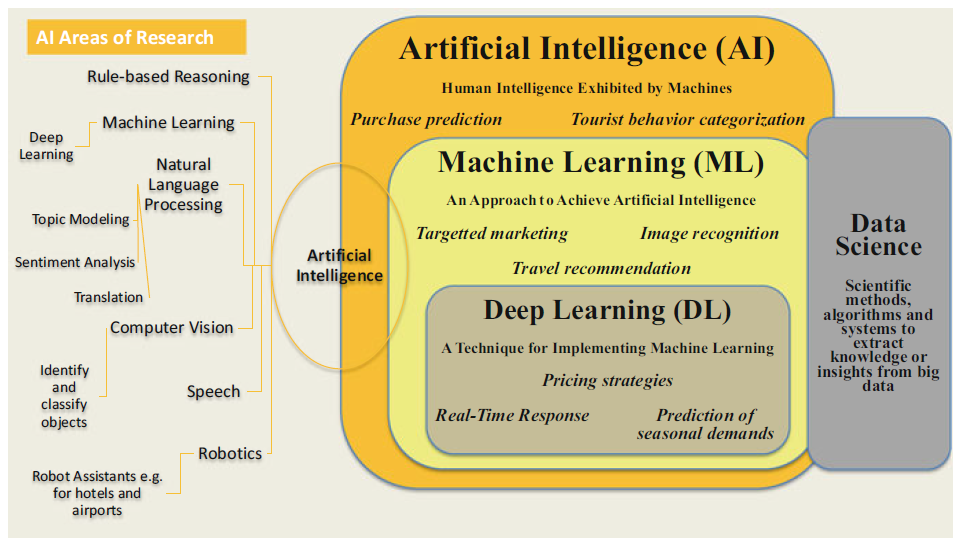 AI Areas of Research
Rule-based Reasoning
Machine Learning
Deep
Learning
Natural
Language
Processing
Topic Modeling
Sentiment Analysis
Translation
Computer Vision
Identify
and
classify
objects
Speech
Robotics
Robot Assistants e.g.
for hotels and
airports
Artificial
Intelligence
Artificial Intelligence (AI)
Human Intelligence Exhibited by Machines
Purchase prediction
Tourist behavior categorization
Machine Learning (ML)
An Approach to Achieve Artificial Intelligence
Targetted marketing
Image recognition
Travel recommendation
Deep Learning (DL)
A Technique for Implementing Machine Learning
Pricing strategies
Real-Time Response
Prediction of
seasonal demands
Data
Science
Scientific
methods,
algorithms and
systems to
extract
knowledge or
insights from big
data